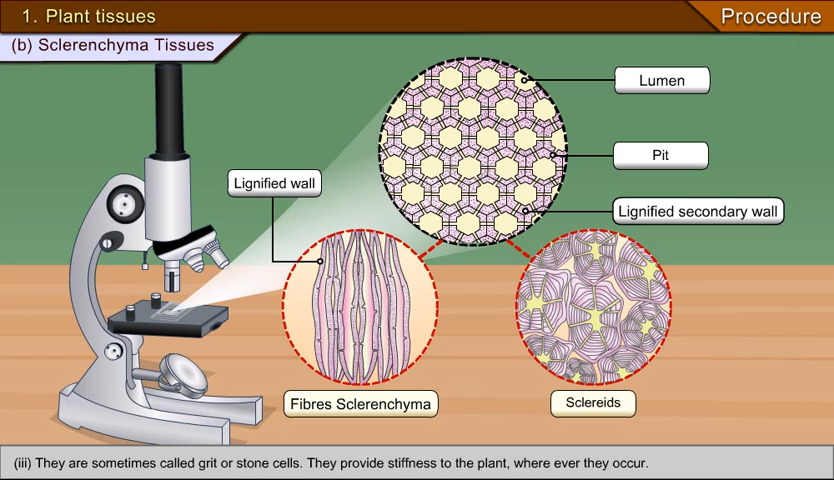 1. Plant tissues
Procedure
(b) Sclerenchyma Tissues
Lumen
Pit
Lignified wall
Lignified secondary wall
Fibres Sclerenchyma
Sclereids
(iii) They are sometimes called grit or stone cells. They provide stiffness to the plant, where ever they occur.